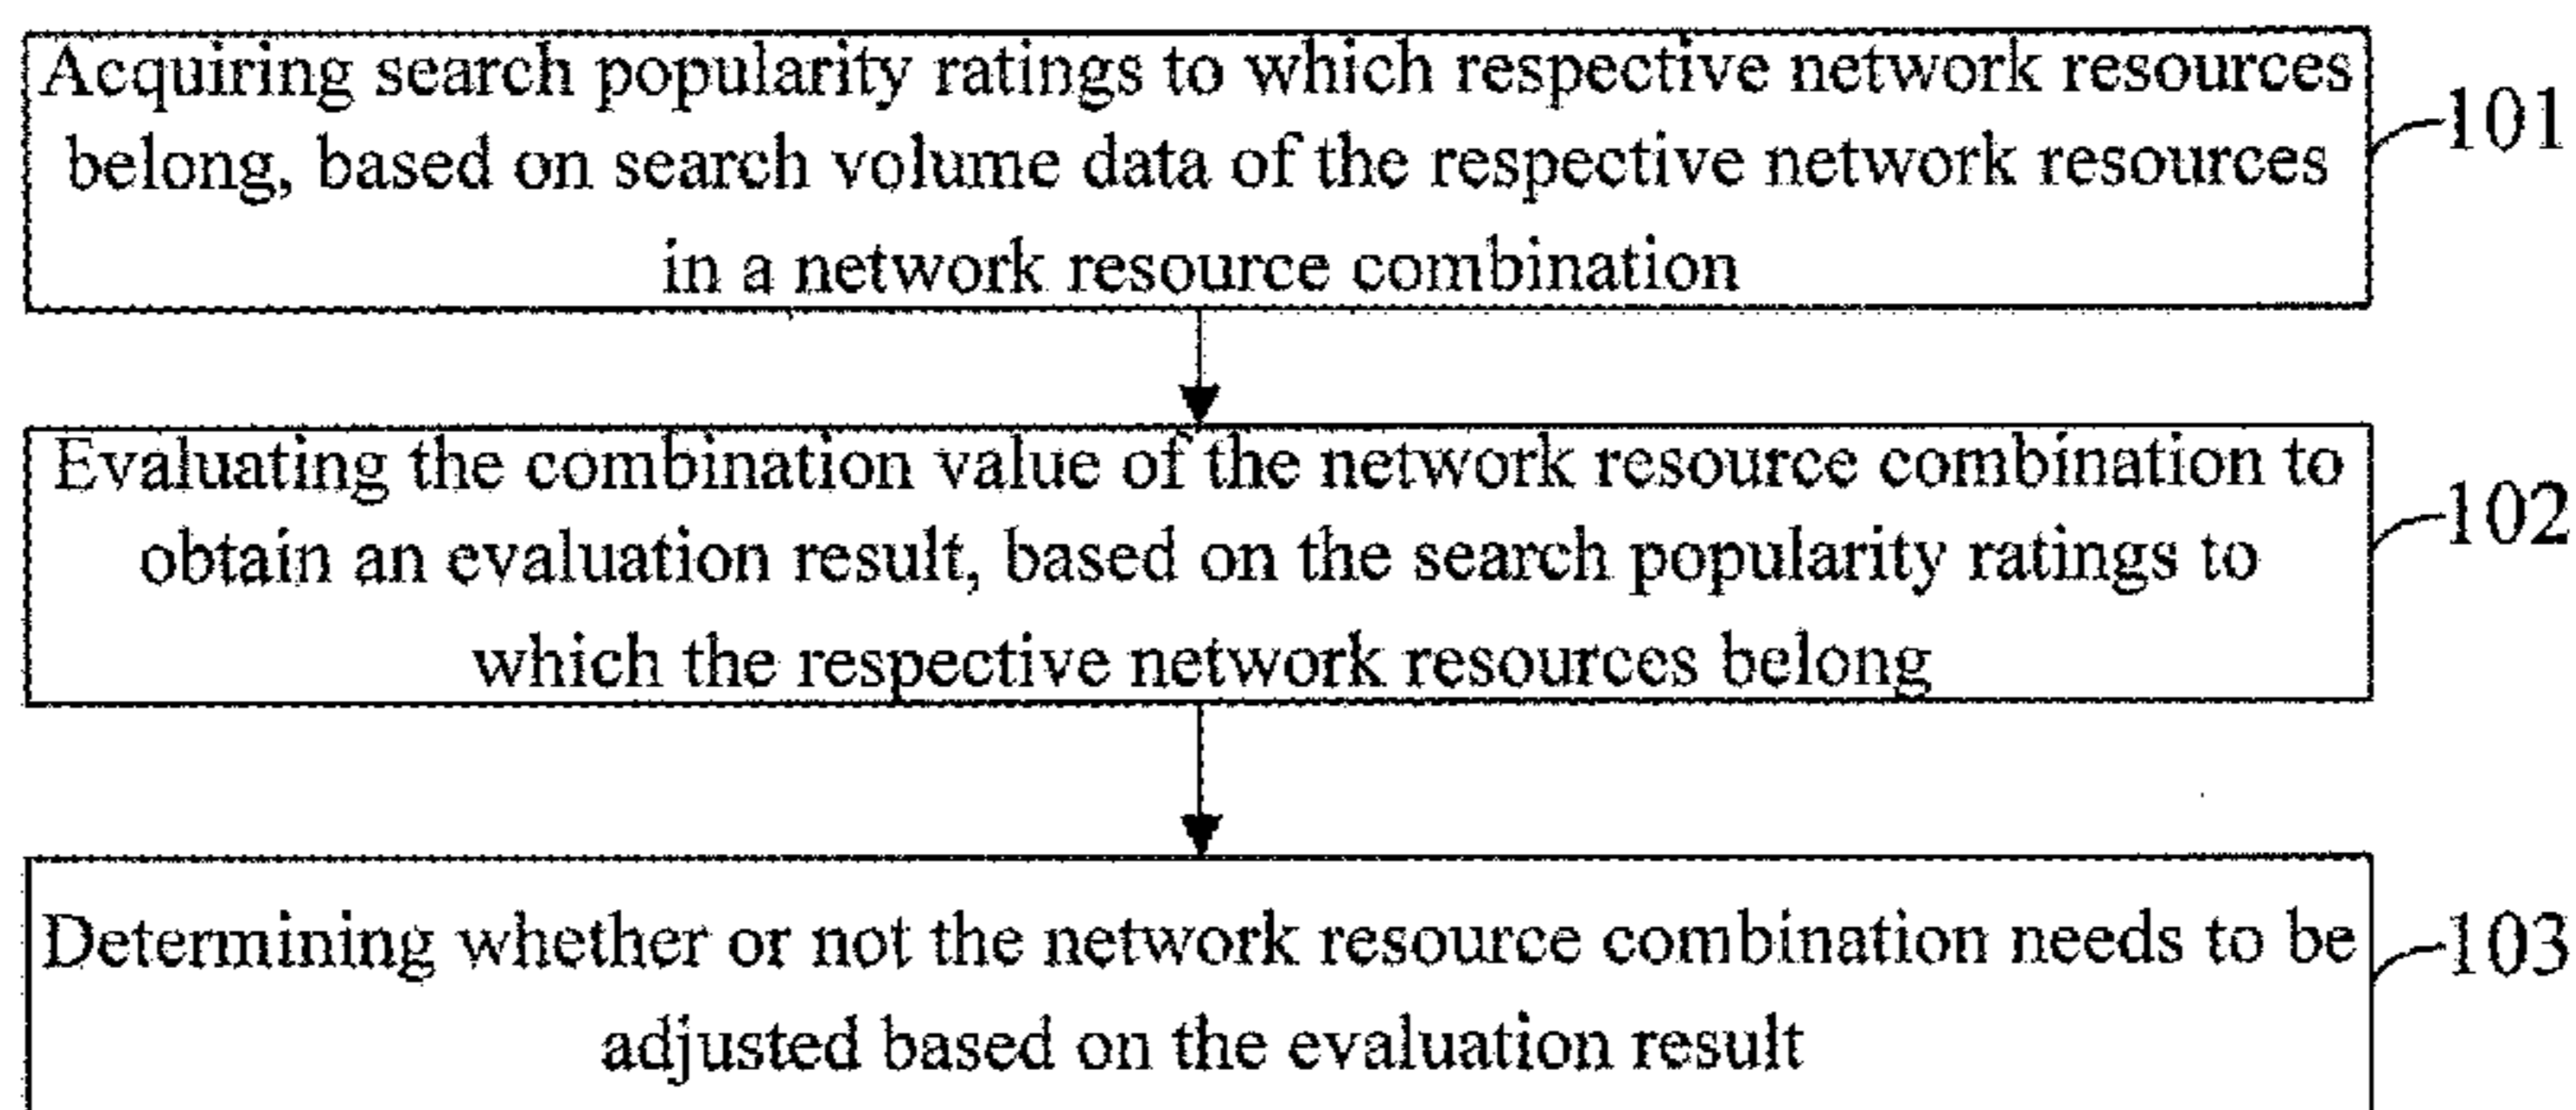 Acquiring search popularity ratings to which respective network resources
belong, based on search volume data of the respective network resources
in a network resource combination
101
Evaluating the combination value of the network resource combination to
obtain an evaluation result, based on the search popularity ratings to
which the respective network resources belong
102
Determining whether or not the network resource combination needs to be
adjusted based on the evaluation result
103